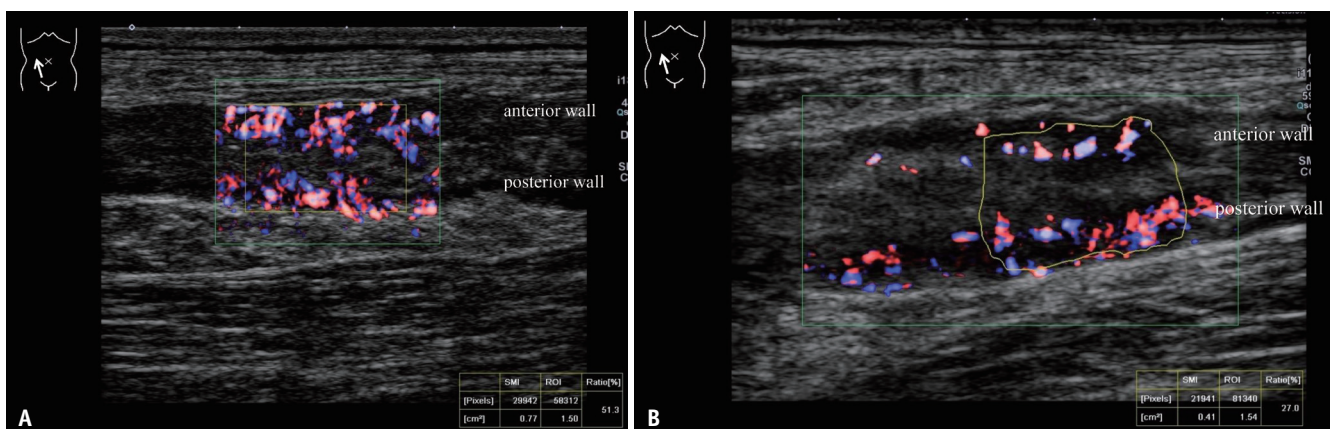 anterior wall
posterior wall
SMI ROI Ratio[%]
[Pixels] 29942 58312 51.3
[cm²] 0.77 1.50
A
anterior wall
posterior wall
SMI ROI Ratio[%]
[Pixels] 21941 81340 27.0
[cm²] 0.41 1.54
B